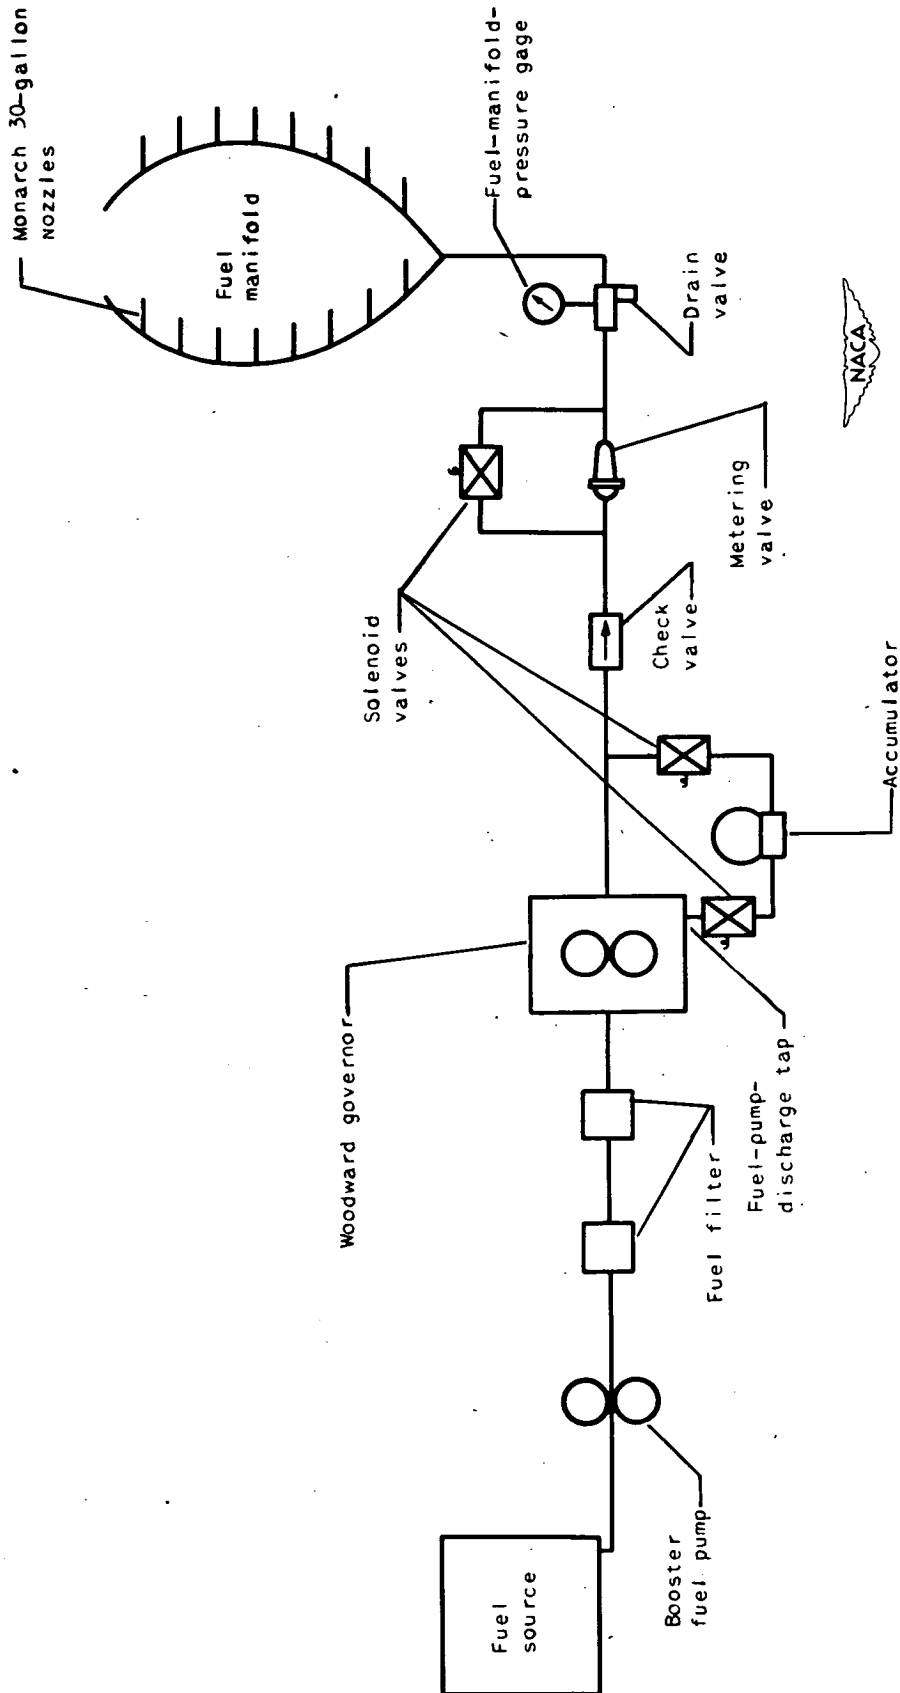 Monarch 30-gallon
nozzles
Fuel
manifold
Fuel-manifold-
pressure gage
Drain
valve
NACA
Solenoid
valves
Metering
valve
Check
valve
Accumulator
Woodward governor
Fuel-pump-
discharge tap
Fuel filter
Booster
fuel pump
Fuel
source